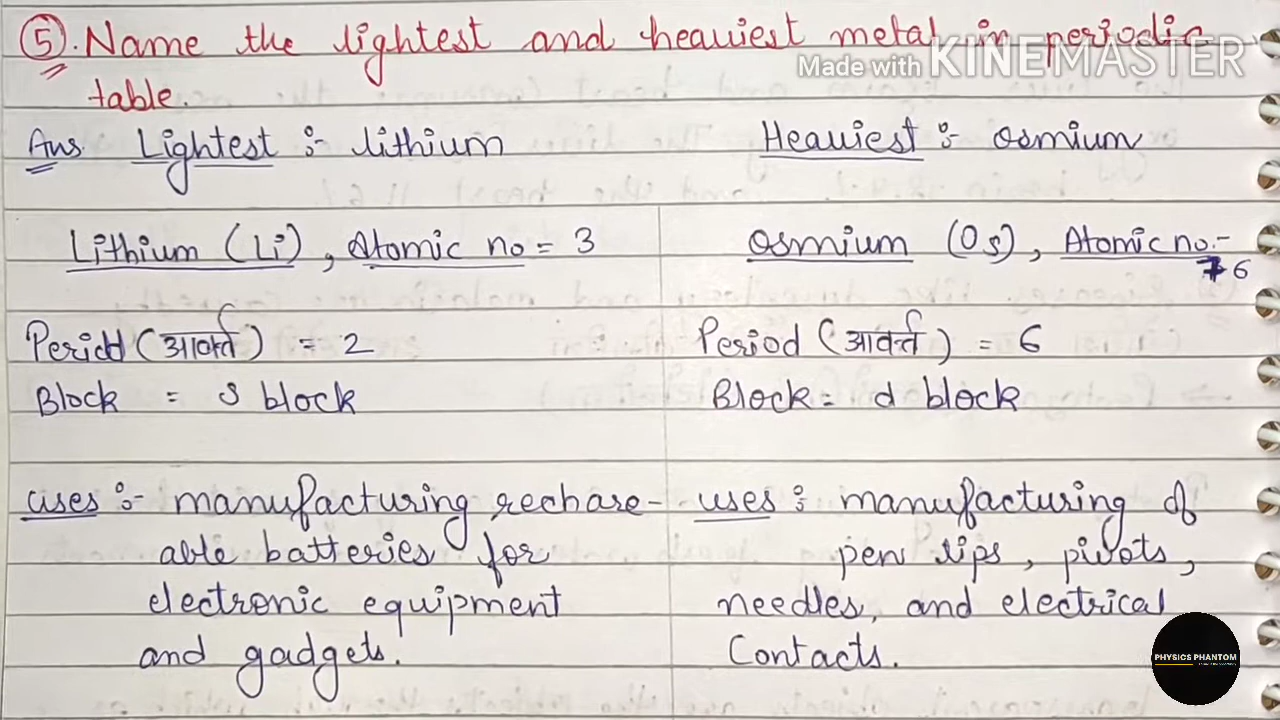 5. Name the lightest and heaviest metal in periodic
Made with KINEMASTER
table.
Ans Lightest :- lithium Heaviest :- osmium
Lithium (Li), Atomic no = 3 Osmium (Os), Atomic no.-
76
Period (आवर्त) = 2 Period (आवर्त) = 6
Block = s block Block = d block
uses :- manufacturing rechare- uses : manufacturing of
able batteries for pen tips, pivots,
electronic equipment needles, and electrical
and gadgets. Contacts.
PHYSICS PHANTOM